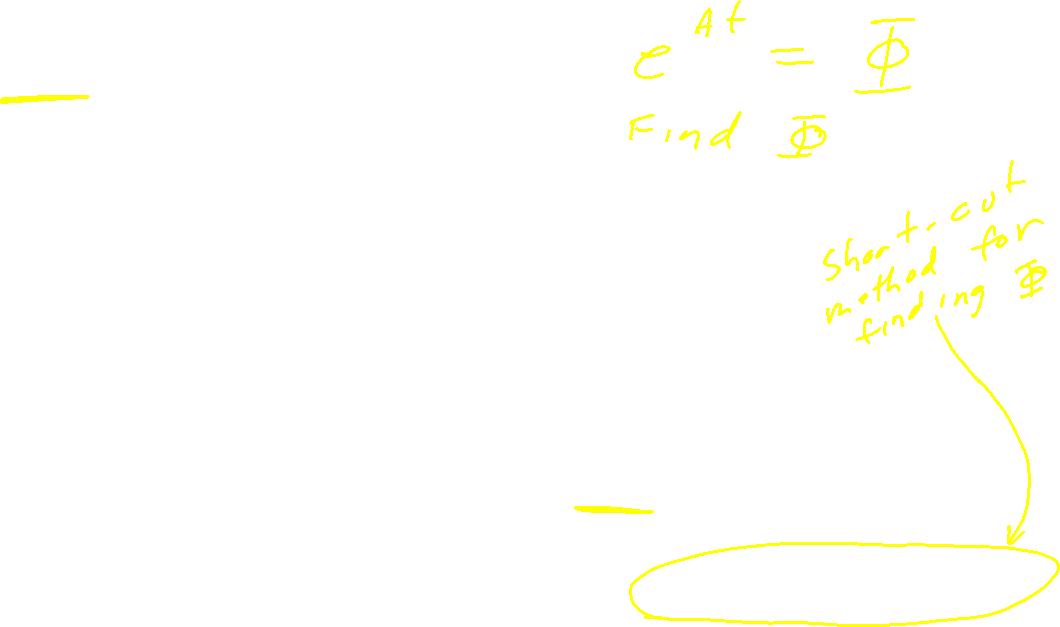 e^{At} = Φ
Find Φ
short-cut
method for
finding Φ